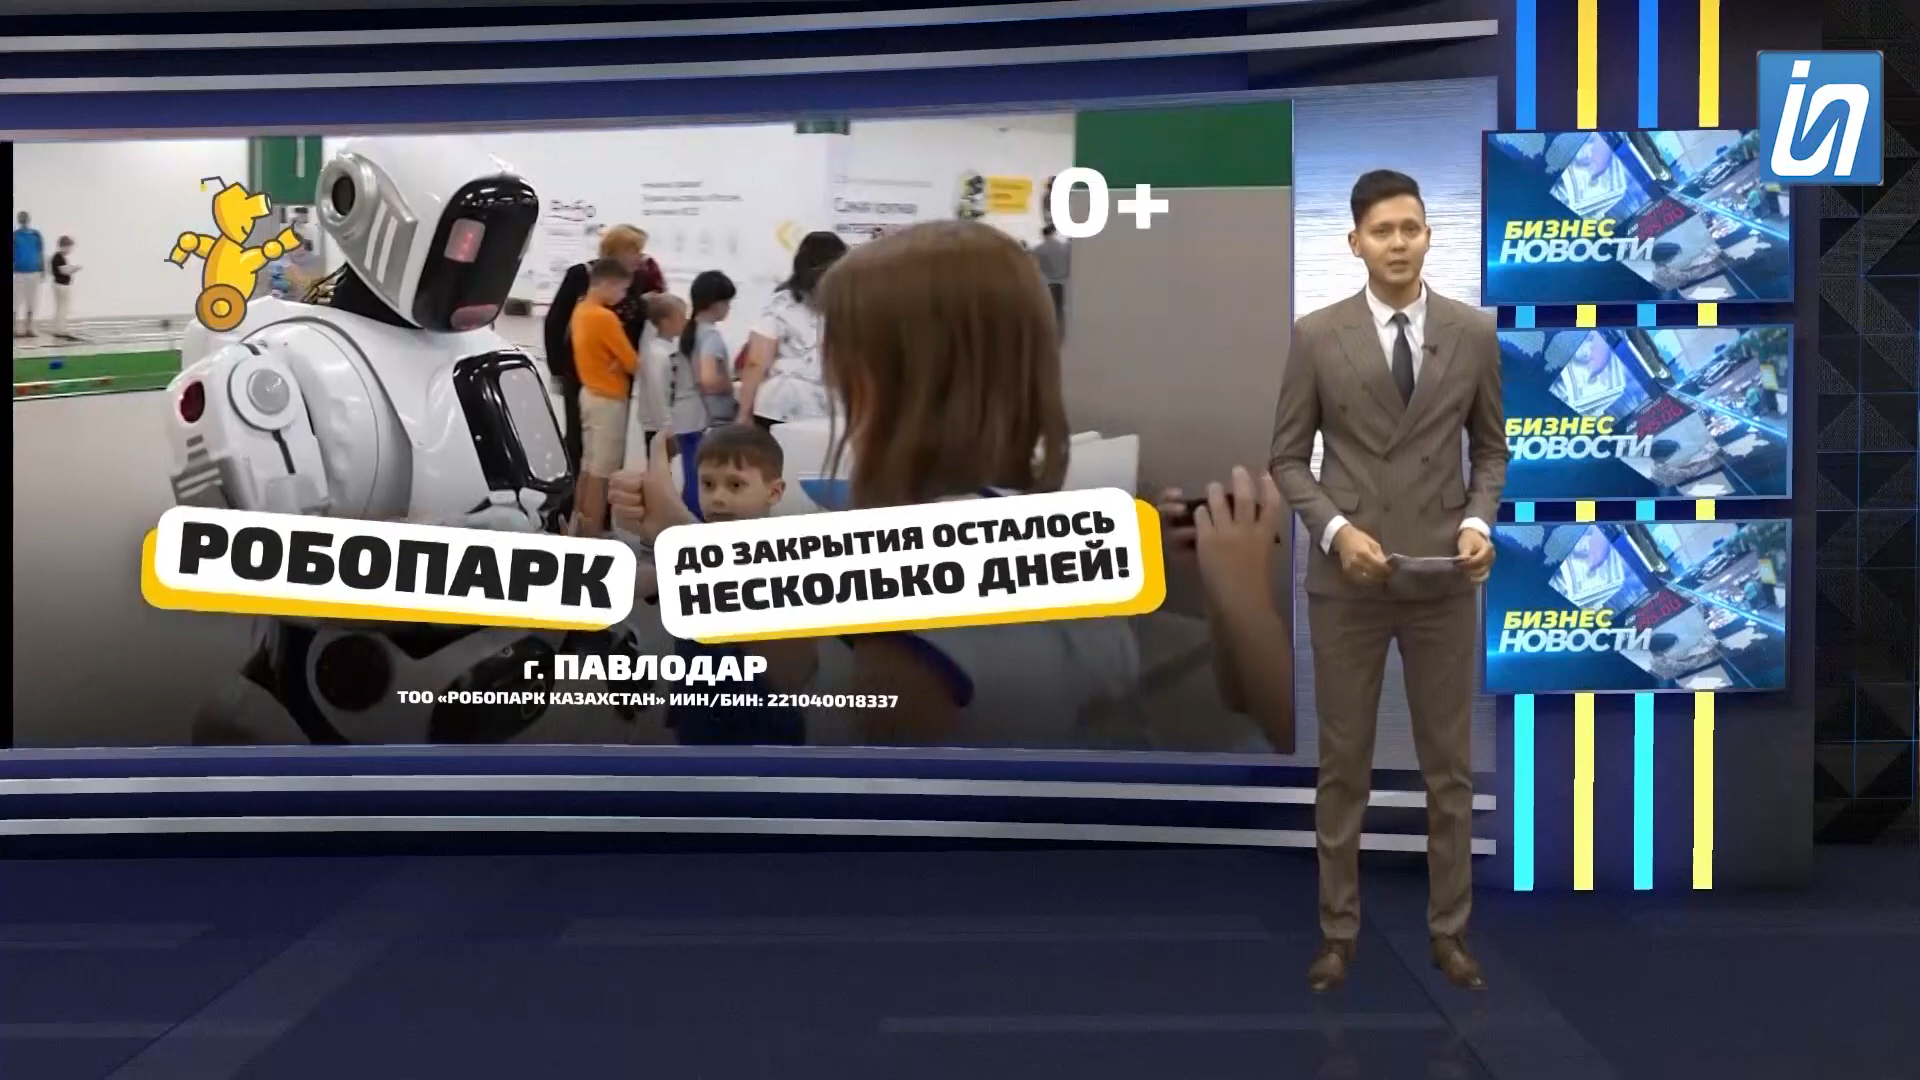 0+
РОБОПАРК
ДО ЗАКРЫТИЯ ОСТАЛОСЬ
НЕСКОЛЬКО ДНЕЙ!
г. ПАВЛОДАР
ТОО «РОБОПАРК КАЗАХСТАН» ИИН/БИН: 221040018337
БИЗНЕС
НОВОСТИ
БИЗНЕС
НОВОСТИ
БИЗНЕС
НОВОСТИ